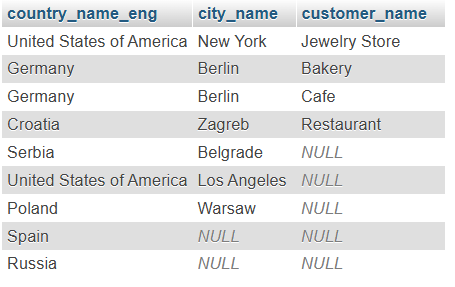 country_name_eng city_name customer_name
United States of America New York Jewelry Store
Germany Berlin Bakery
Germany Berlin Cafe
Croatia Zagreb Restaurant
Serbia Belgrade NULL
United States of America Los Angeles NULL
Poland Warsaw NULL
Spain NULL NULL
Russia NULL NULL